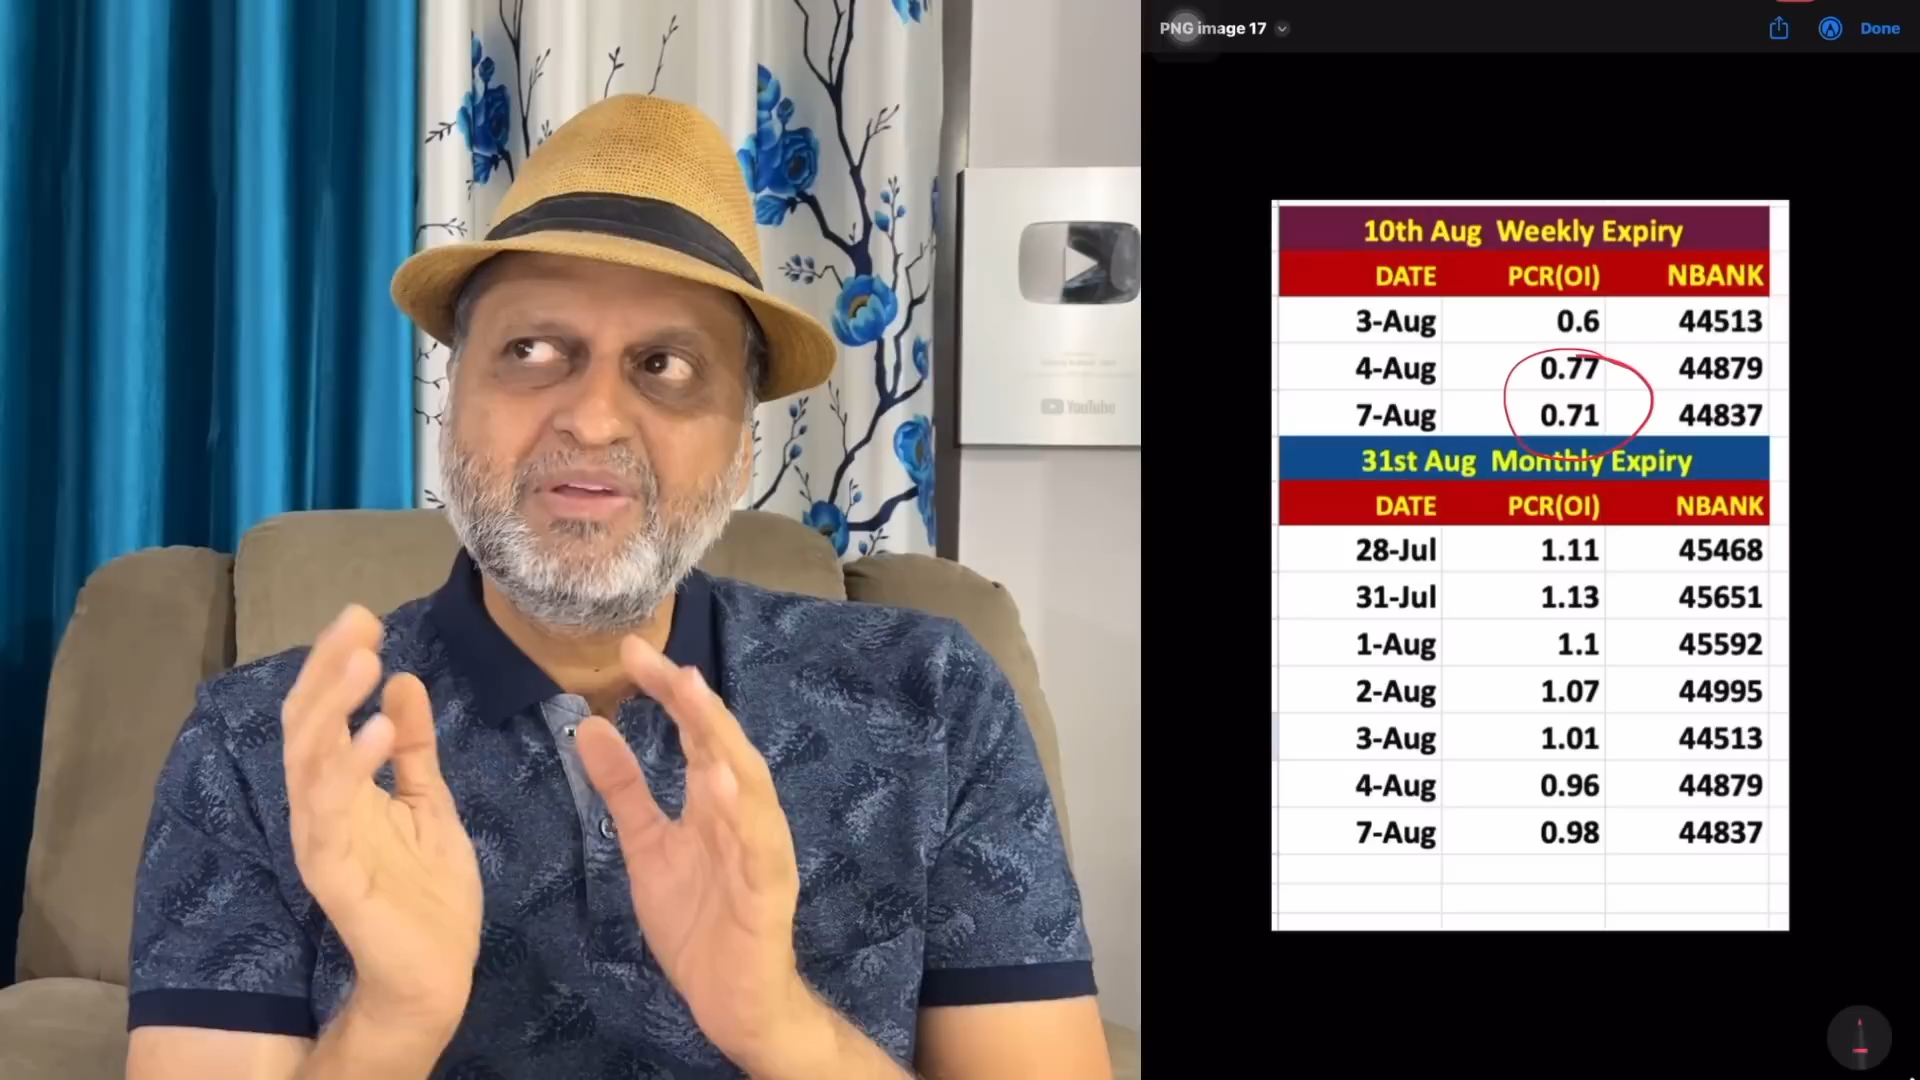 PNG image 17
Done
YouTube
10th Aug Weekly Expiry
DATE PCR(OI) NBANK
3-Aug 0.6 44513
4-Aug 0.77 44879
7-Aug 0.71 44837
31st Aug Monthly Expiry
DATE PCR(OI) NBANK
28-Jul 1.11 45468
31-Jul 1.13 45651
1-Aug 1.1 45592
2-Aug 1.07 44995
3-Aug 1.01 44513
4-Aug 0.96 44879
7-Aug 0.98 44837